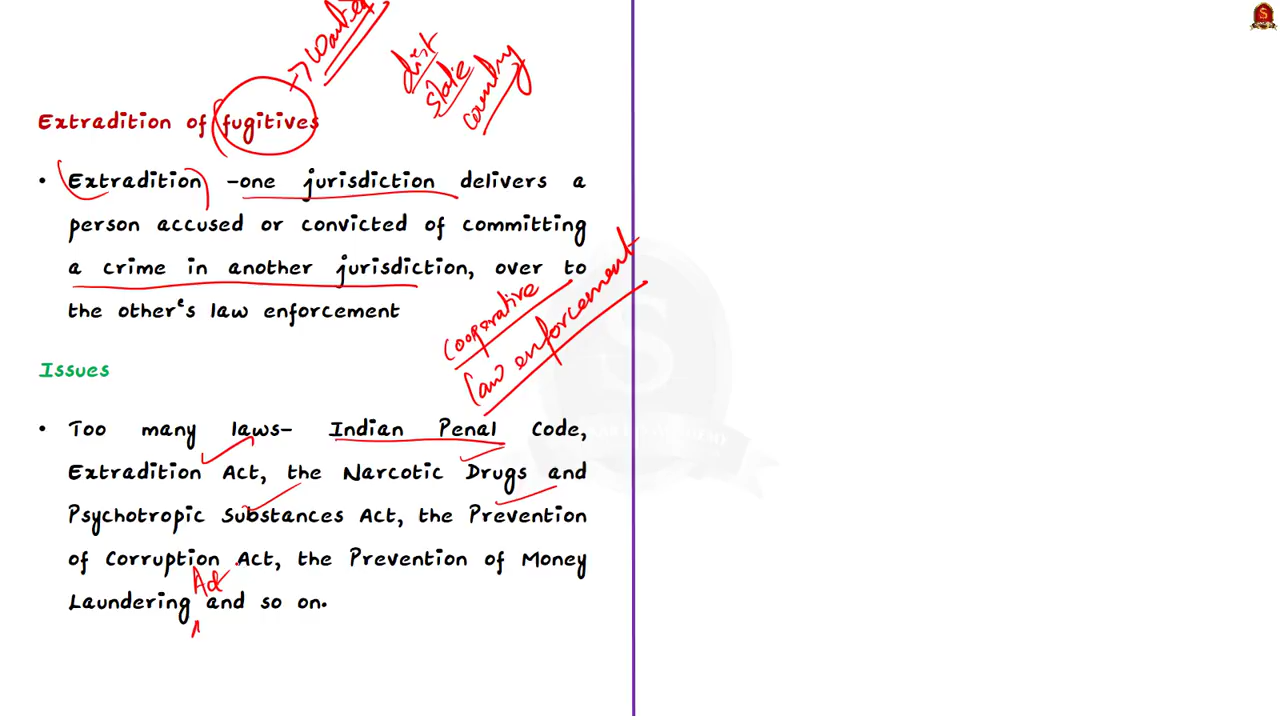 wanted
dist
state
country
Extradition of fugitives
• Extradition -one jurisdiction delivers a
person accused or convicted of committing
a crime in another jurisdiction, over to
the other's law enforcement
cooperative
law enforcement
Issues
• Too many laws- Indian Penal Code,
Extradition Act, the Narcotic Drugs and
Psychotropic Substances Act, the Prevention
of Corruption Act, the Prevention of Money
Act
Laundering and so on.